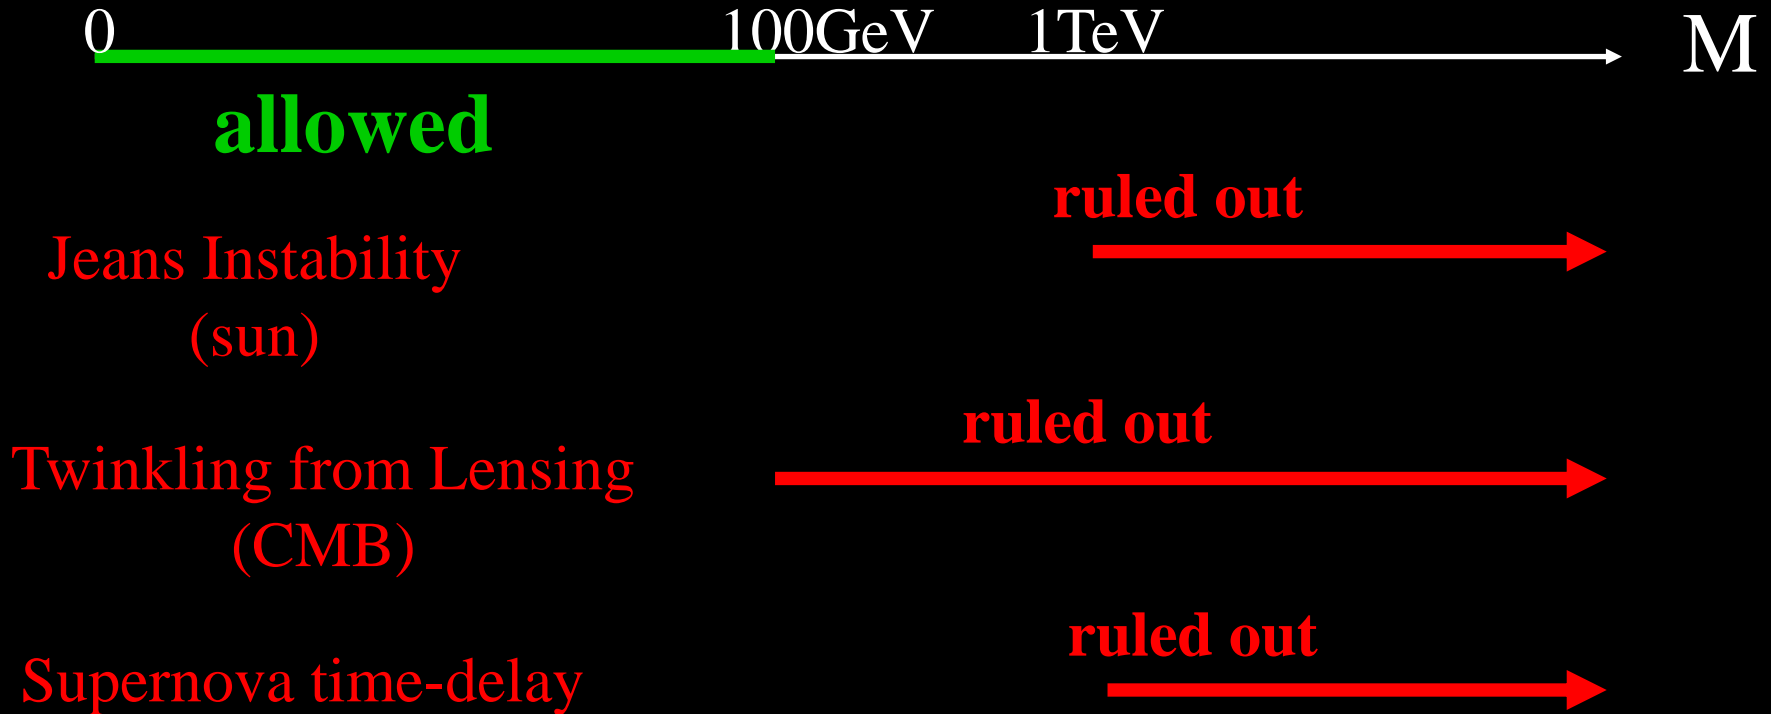 0 100GeV 1TeV M
allowed
ruled out
Jeans Instability
(sun)
ruled out
Twinkling from Lensing
(CMB)
ruled out
Supernova time-delay